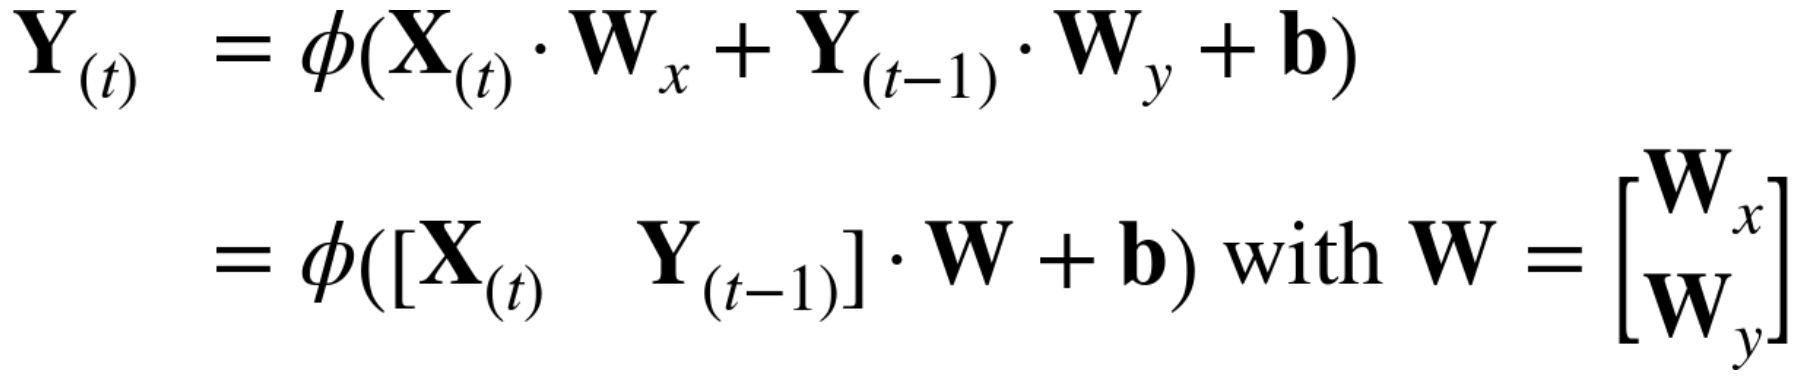 Y(t) = ϕ(X(t) · Wx + Y(t−1) · Wy + b)
= ϕ([X(t) Y(t−1)] · W + b) with W = [Wx
Wy]